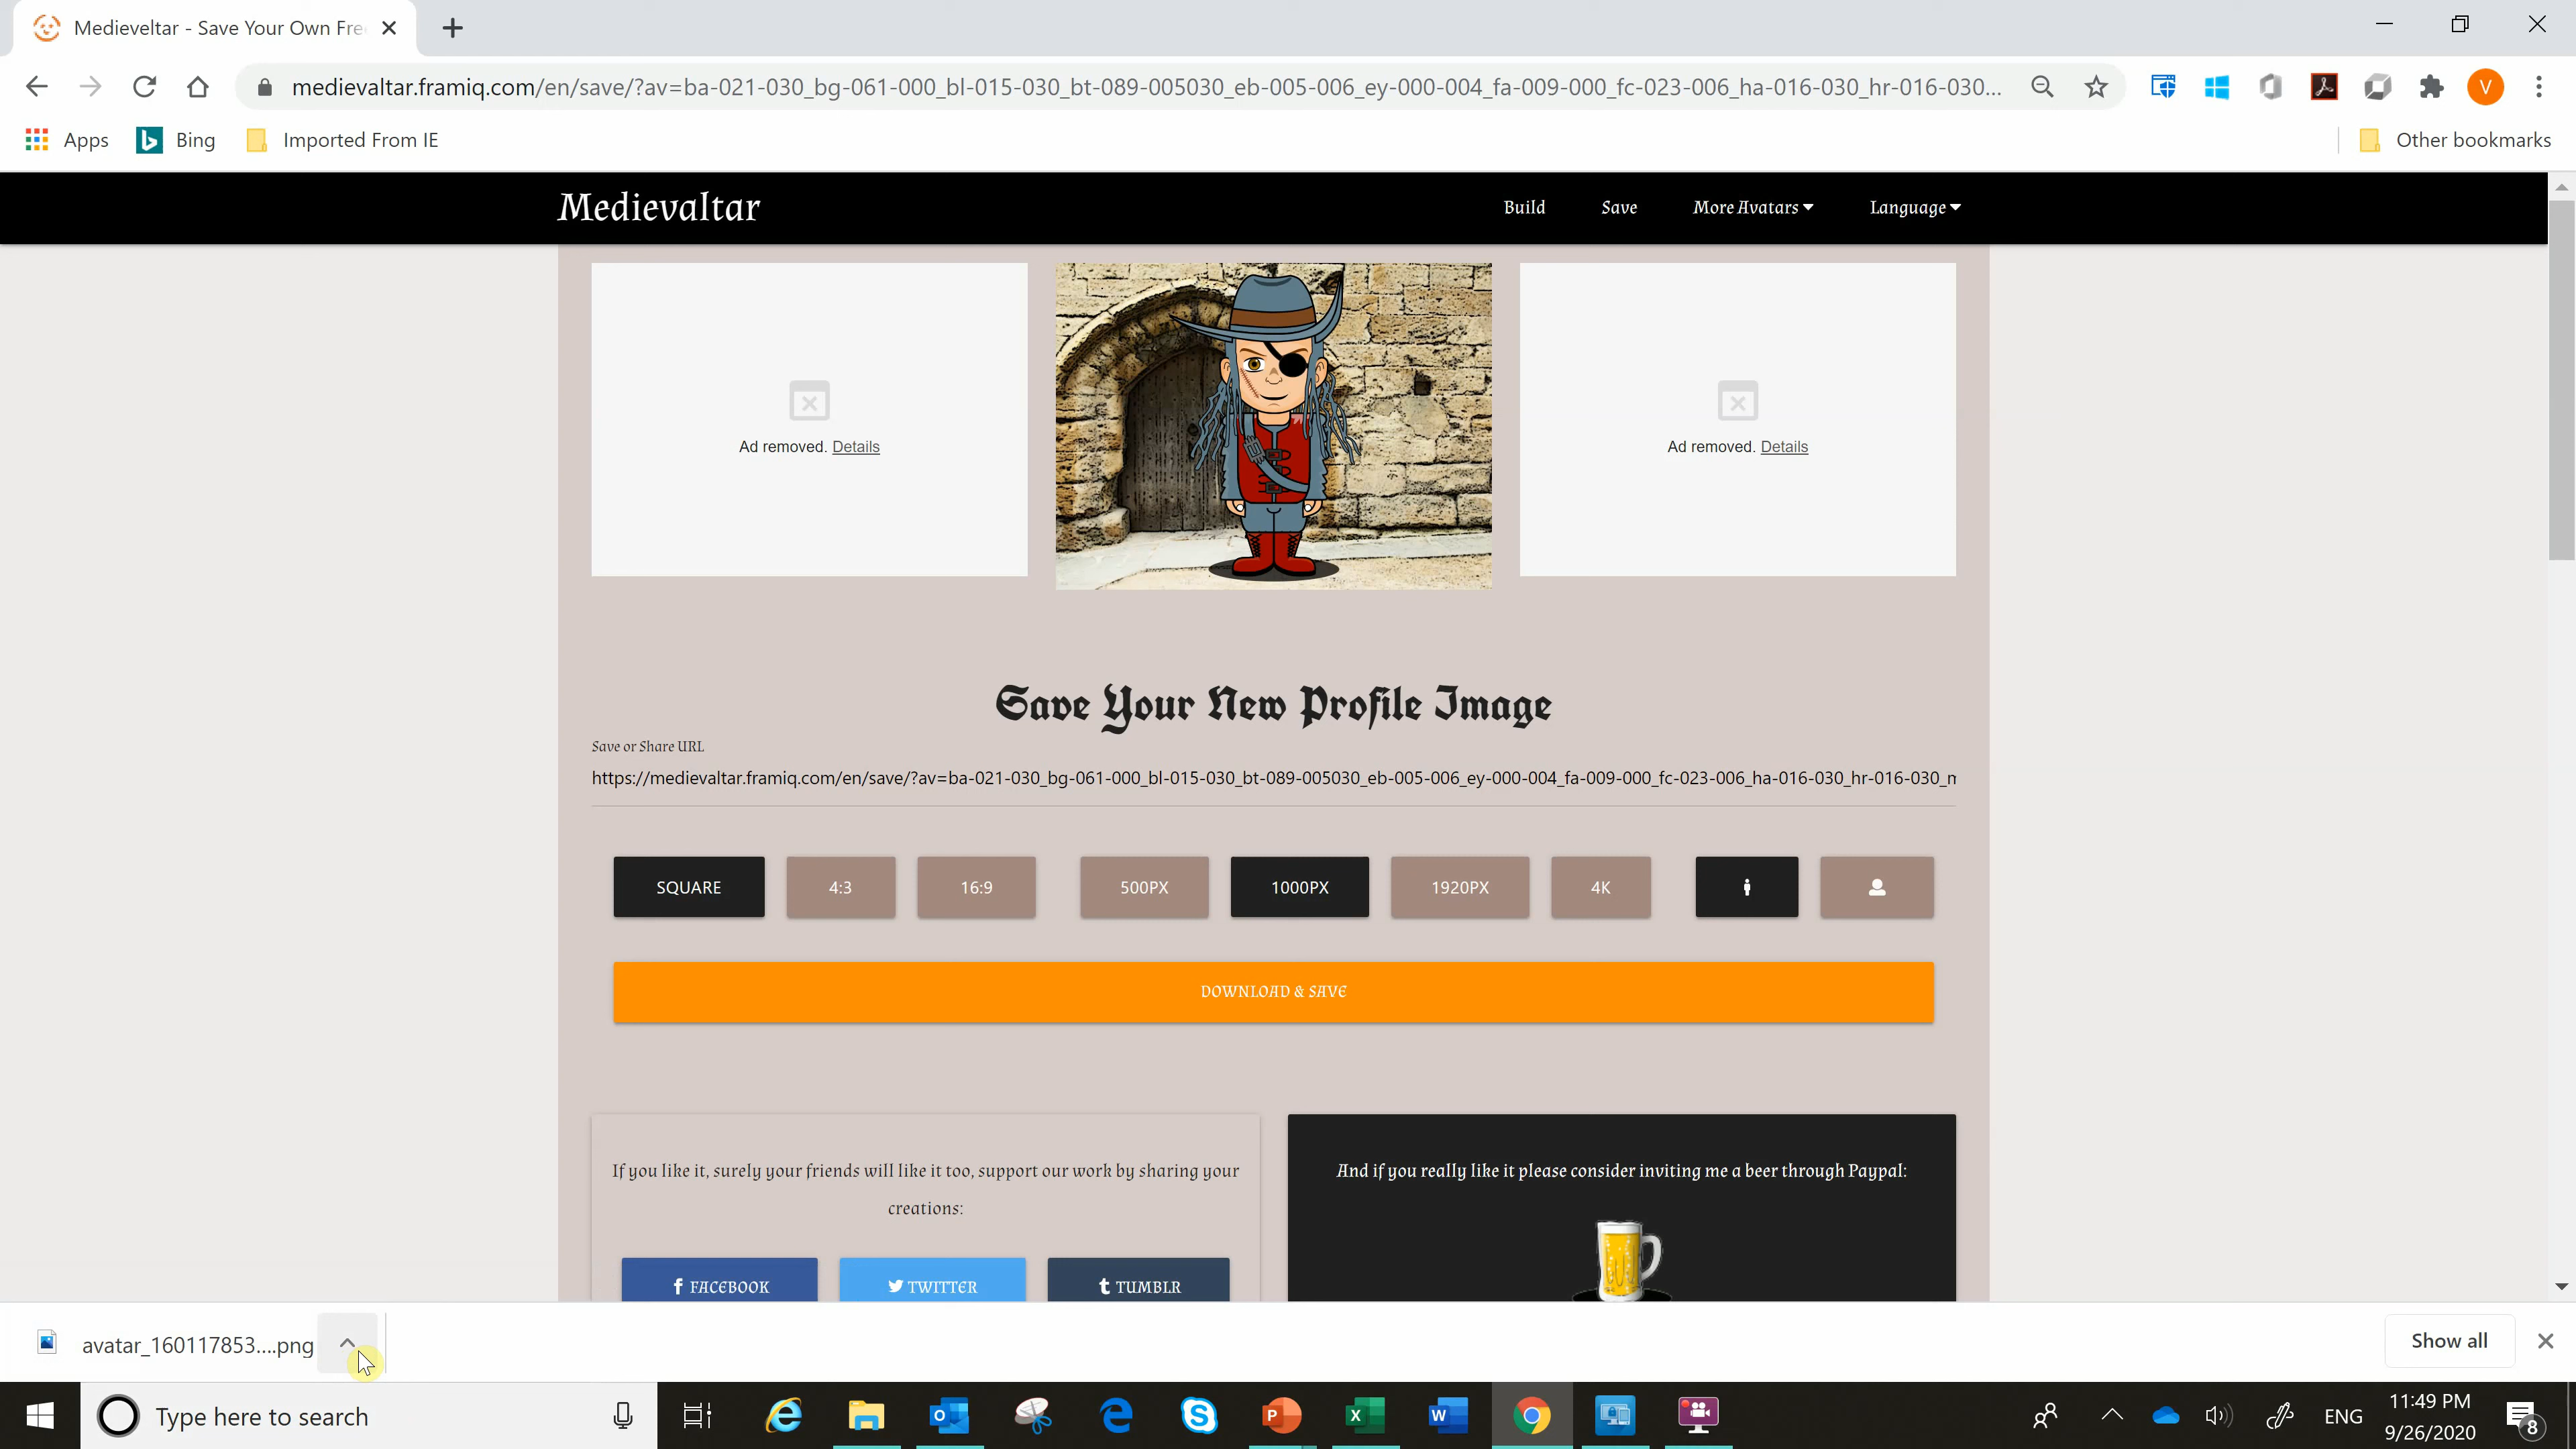 Medieveltar - Save Your Own Fre
medievaltar.framiq.com/en/save/?av=ba-021-030_bg-061-000_bl-015-030_bt-089-005030_eb-005-006_ey-000-004_fa-009-000_fc-023-006_ha-016-030_hr-016-030...
V
Apps
Bing
Imported From IE
Other bookmarks
Medievaltar
Build
Save
More Avatars
Language
Ad removed. Details
Ad removed. Details
Save Your New Profile Image
Save or Share URL
https://medievaltar.framiq.com/en/save/?av=ba-021-030_bg-061-000_bl-015-030_bt-089-005030_eb-005-006_ey-000-004_fa-009-000_fc-023-006_ha-016-030_hr-016-030_n
SQUARE
4:3
16:9
500PX
1000PX
1920PX
4K
DOWNLOAD & SAVE
If you like it, surely your friends will like it too, support our work by sharing your
creations:
And if you really like it please consider inviting me a beer through Paypal:
FACEBOOK
TWITTER
TUMBLR
avatar_160117853....png
Show all
Type here to search
ENG
11:49 PM
9/26/2020
8